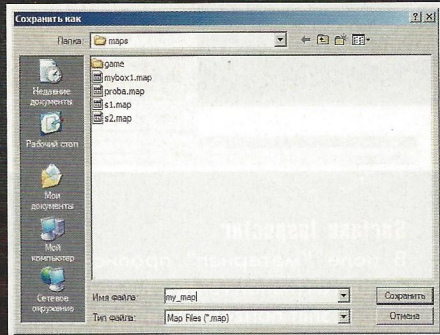 Сохранить как
Папка:
maps
game
mybox1.map
proba.map
s1.map
s2.map
Недавние
документы
Рабочий стол
Мои
документы
Мой
компьютер
Сетевое
окружение
Имя файла:
my_map
Сохранить
Тип файла:
Map Files (*.map)
Отмена